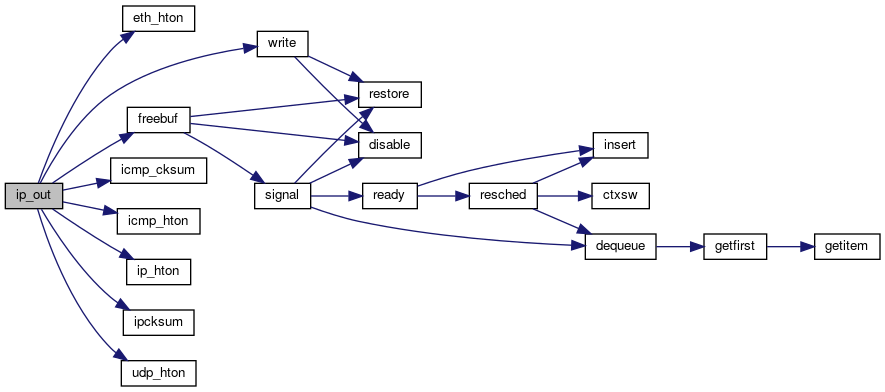 ip_out
eth_hton
write
freebuf
icmp_cksum
icmp_hton
ip_hton
ipcksum
udp_hton
restore
disable
signal
ready
resched
insert
ctxsw
dequeue
getfirst
getitem